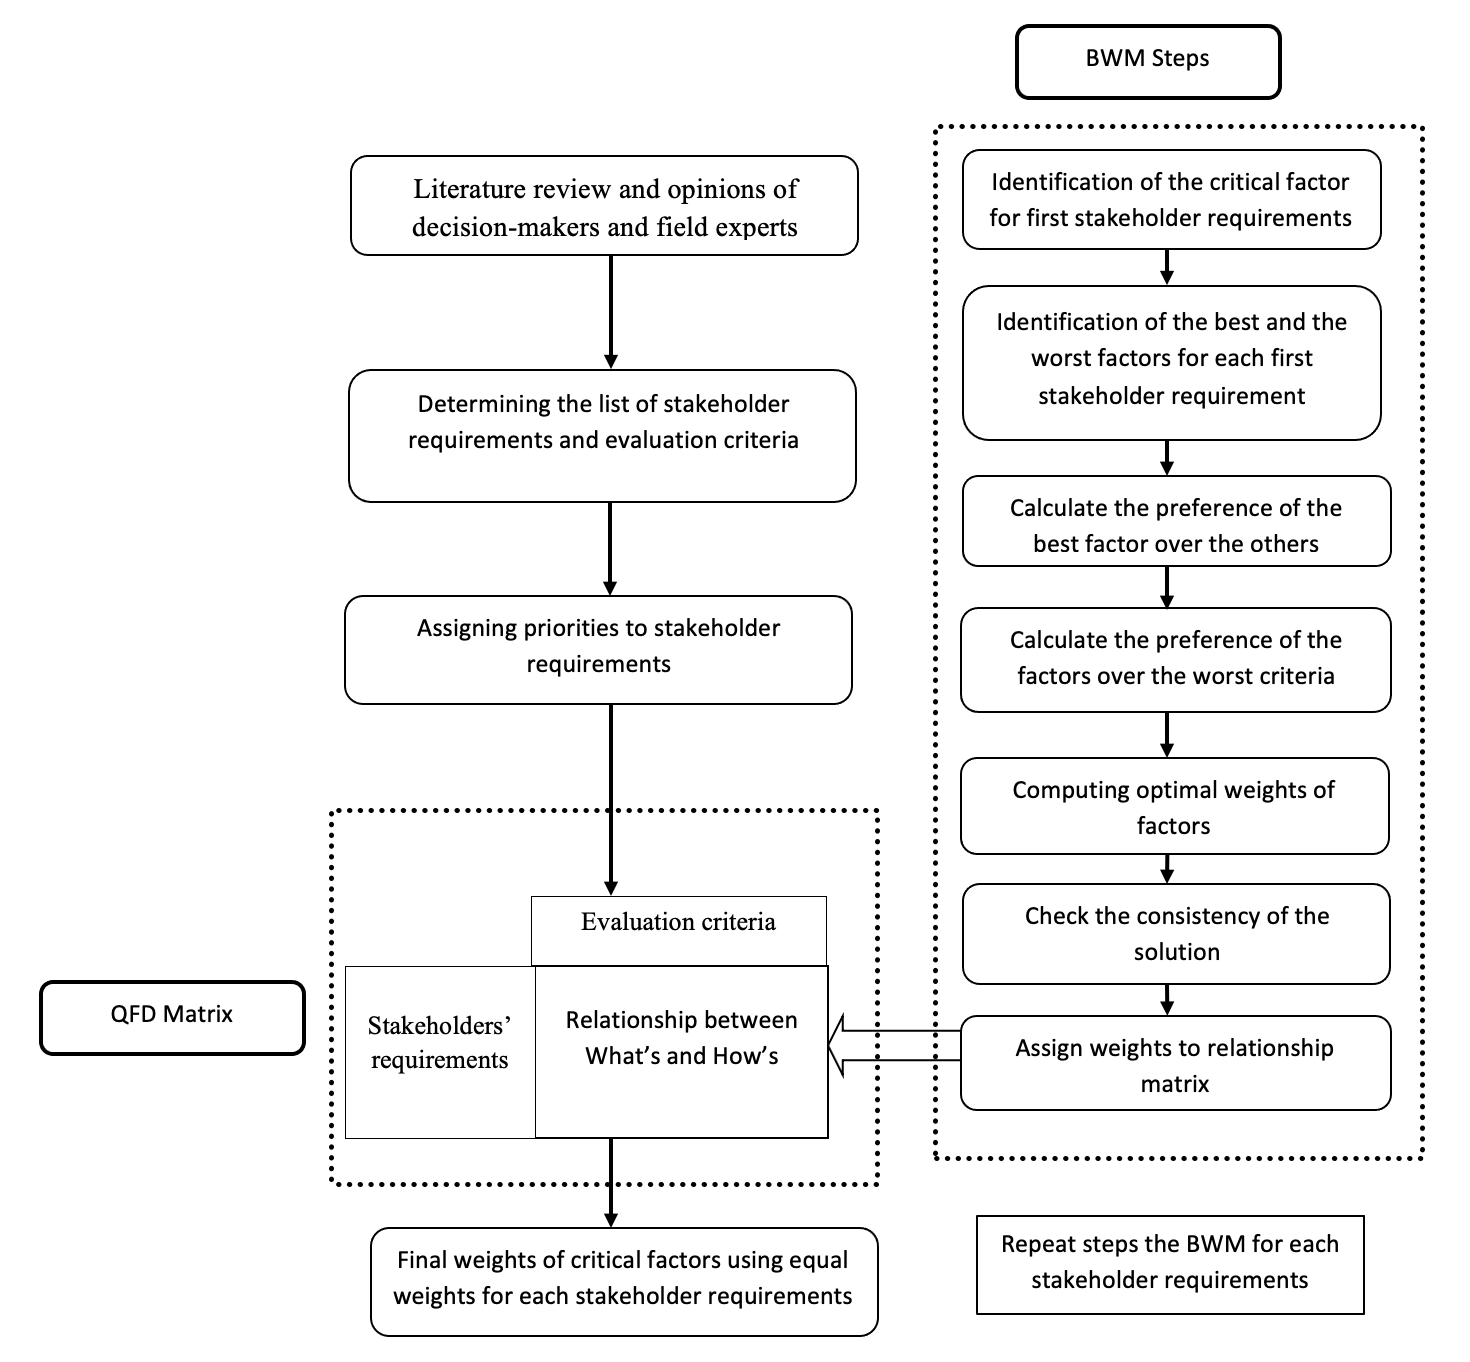 BWM Steps
Literature review and opinions of
decision-makers and field experts
Determining the list of stakeholder
requirements and evaluation criteria
Assigning priorities to stakeholder
requirements
Evaluation criteria
QFD Matrix
Stakeholders’
requirements
Relationship between
What’s and How’s
Final weights of critical factors using equal
weights for each stakeholder requirements
Identification of the critical factor
for first stakeholder requirements
Identification of the best and the
worst factors for each first
stakeholder requirement
Calculate the preference of the
best factor over the others
Calculate the preference of the
factors over the worst criteria
Computing optimal weights of
factors
Check the consistency of the
solution
Assign weights to relationship
matrix
Repeat steps the BWM for each
stakeholder requirements